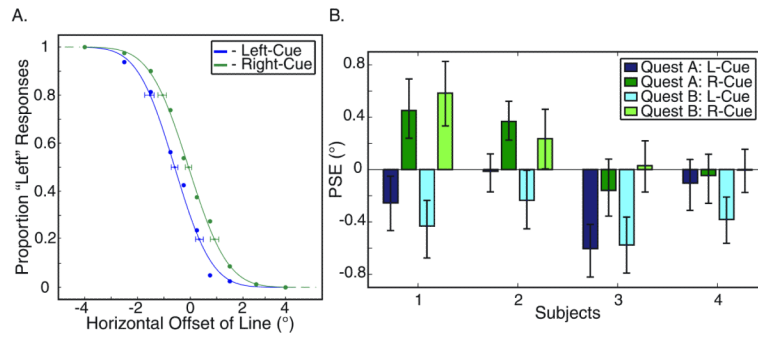 A.
B.
- Left-Cue
- Right-Cue
Proportion “Left” Responses
1
0.8
0.6
0.4
0.2
0
-4
-2
0
2
4
Horizontal Offset of Line (°)
Quest A: L-Cue
Quest A: R-Cue
Quest B: L-Cue
Quest B: R-Cue
PSE (°)
0.8
0.4
0
-0.4
-0.8
1
2
3
4
Subjects